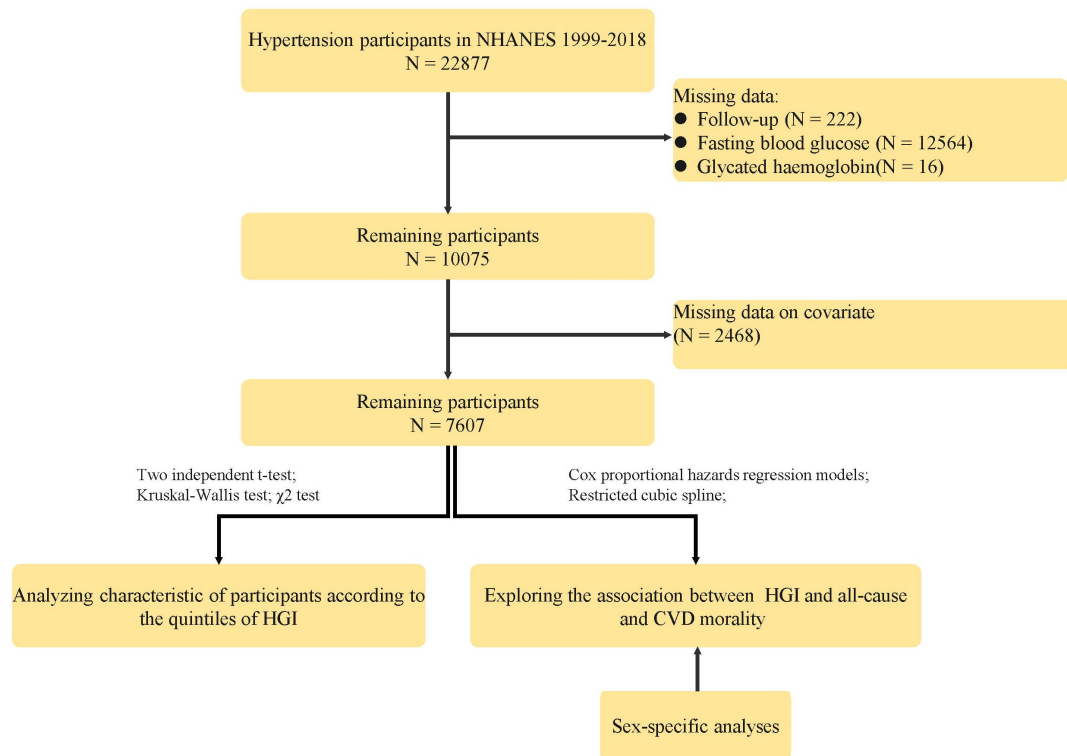 Hypertension participants in NHANES 1999-2018
N = 22877
Missing data:
● Follow-up (N = 222)
● Fasting blood glucose (N = 12564)
● Glycated haemoglobin(N = 16)
Remaining participants
N = 10075
Missing data on covariate
(N = 2468)
Remaining participants
N = 7607
Two independent t-test;
Kruskal-Wallis test; χ2 test
Cox proportional hazards regression models;
Restricted cubic spline;
Analyzing characteristic of participants according to
the quintiles of HGI
Exploring the association between HGI and all-cause
and CVD morality
Sex-specific analyses